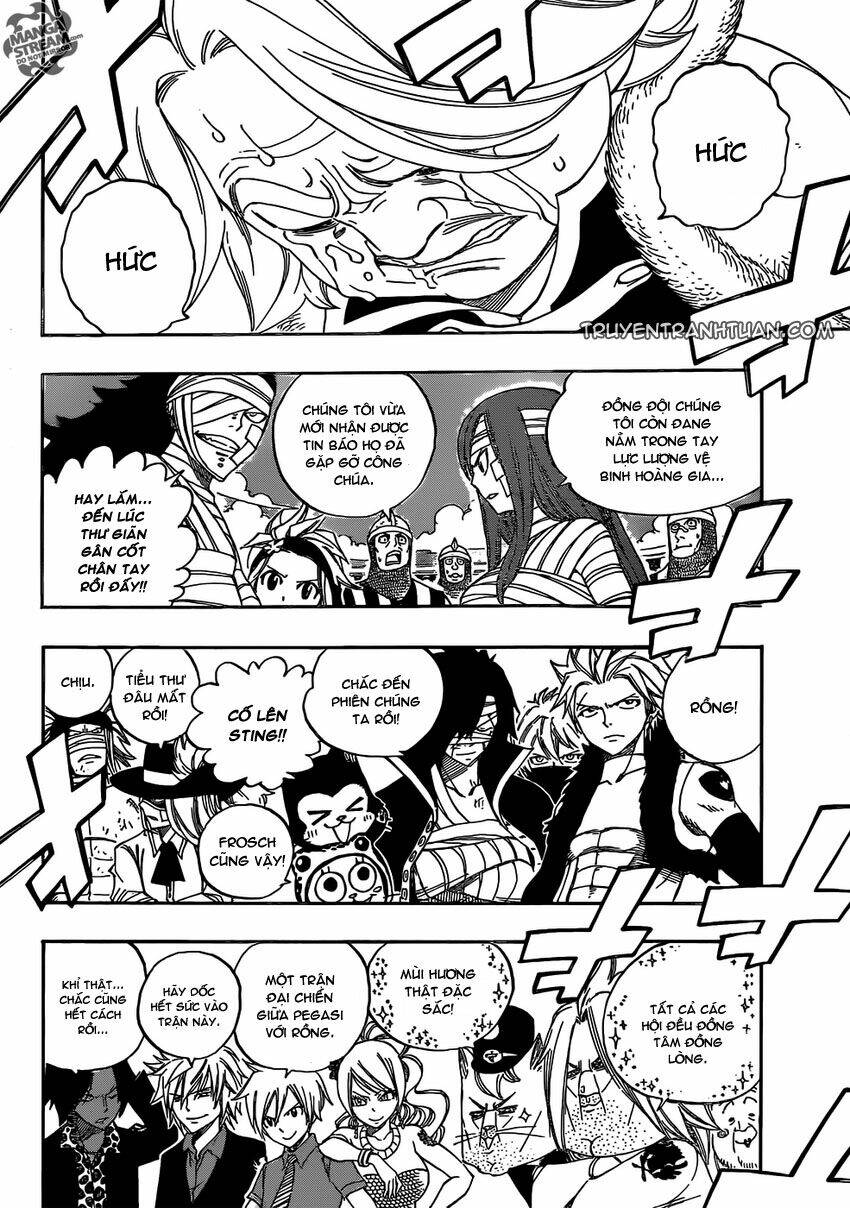 MANGA
STREAM
DO NOT MIRROR
HỨC
HỨC
TRUYENTRANHTUAN.COM
ĐỒNG ĐỘI CHÚNG
TÔI CÒN ĐANG
NẰM TRONG TAY
LỰC LƯỢNG VỆ
BINH HOÀNG GIA...
CHÚNG TÔI VỪA
MỚI NHẬN ĐƯỢC
TIN BÁO HỌ ĐÃ
GẶP GỠ CÔNG
CHÚA.
HAY LẮM...
ĐẾN LÚC
THƯ GIÃN
GÂN CỐT
CHÂN TAY
RỒI ĐẤY!!
RỒNG!
CHẮC ĐẾN
PHIÊN CHÚNG
TA RỒI!
CỐ LÊN
STING!!
FROSCH
CŨNG VẬY!
TIỂU THƯ
ĐÂU MẤT
RỒI!
CHỊU.
TẤT CẢ CÁC
HỘI ĐỀU ĐỒNG
TÂM ĐỒNG
LÒNG.
MÙI HƯƠNG
THẬT ĐẶC
SẮC!
MỘT TRẬN
ĐẠI CHIẾN
GIỮA PEGASI
VỚI RỒNG.
HÃY DỐC
HẾT SỨC VÀO
TRẬN NÀY.
KHỈ THẬT...
CHẮC CŨNG
HẾT CÁCH
RỒI...